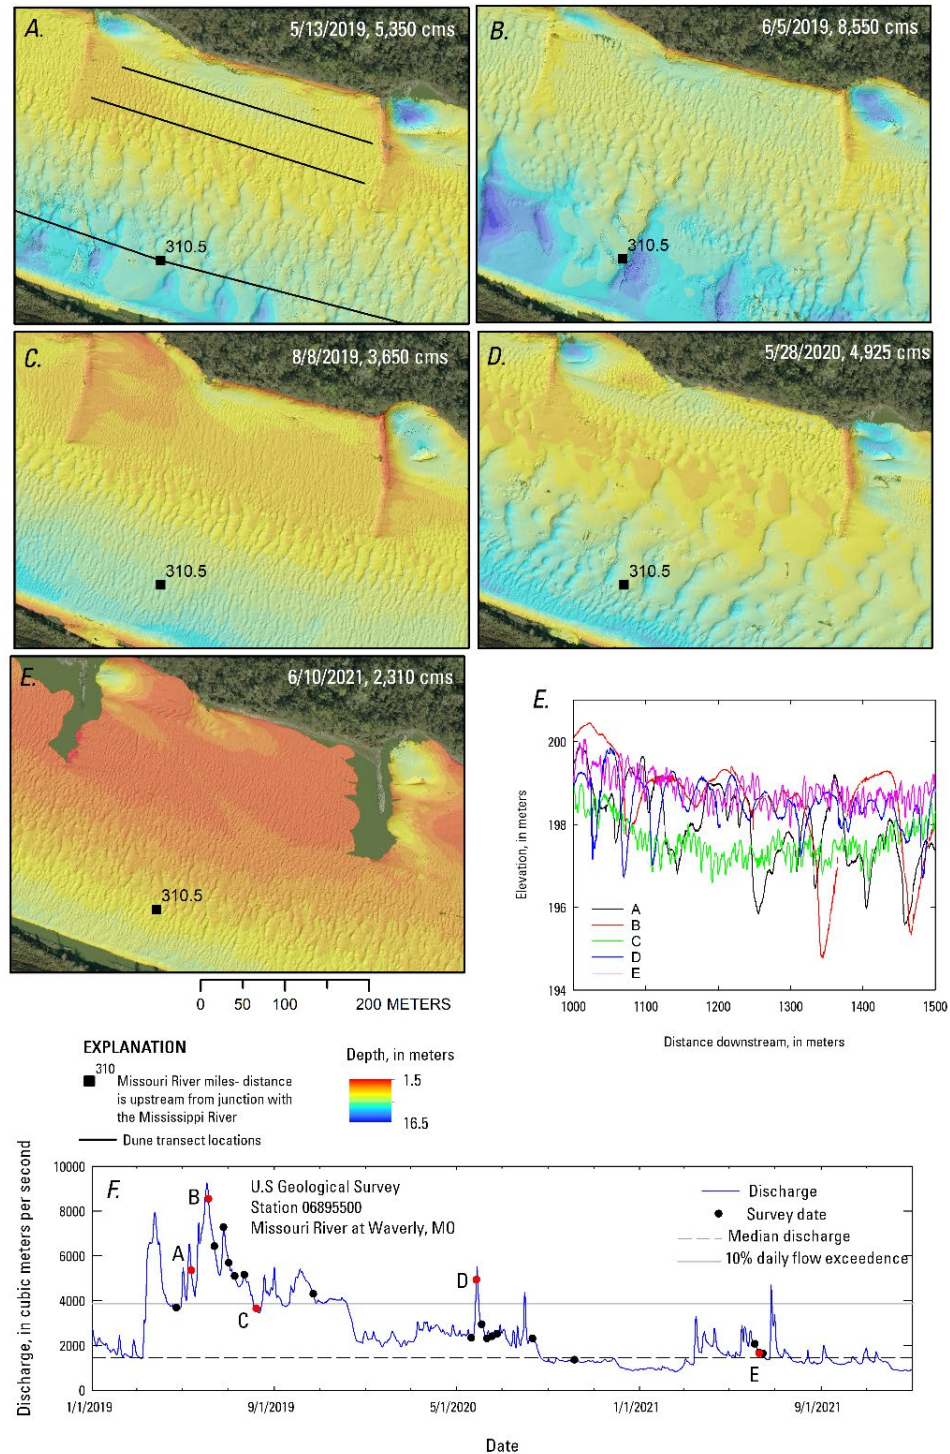 A.
5/13/2019, 5,350 cms
310.5
B.
6/5/2019, 8,550 cms
310.5
C.
8/8/2019, 3,650 cms
310.5
D.
5/28/2020, 4,925 cms
310.5
E.
6/10/2021, 2,310 cms
310.5
0 50 100 200 METERS
E.
Elevation, in meters
200
198
196
194
A
B
C
D
E
1000 1100 1200 1300 1400 1500
Distance downstream, in meters
EXPLANATION
310
Missouri River miles- distance
is upstream from junction with
the Mississippi River
Dune transect locations
Depth, in meters
1.5
16.5
Discharge, in cubic meters per second
10000
8000
6000
4000
2000
0
F.
U.S Geological Survey
Station 06895500
Missouri River at Waverly, MO
Discharge
Survey date
Median discharge
10% daily flow exceedence
A
B
C
D
E
1/1/2019 9/1/2019 5/1/2020 1/1/2021 9/1/2021
Date